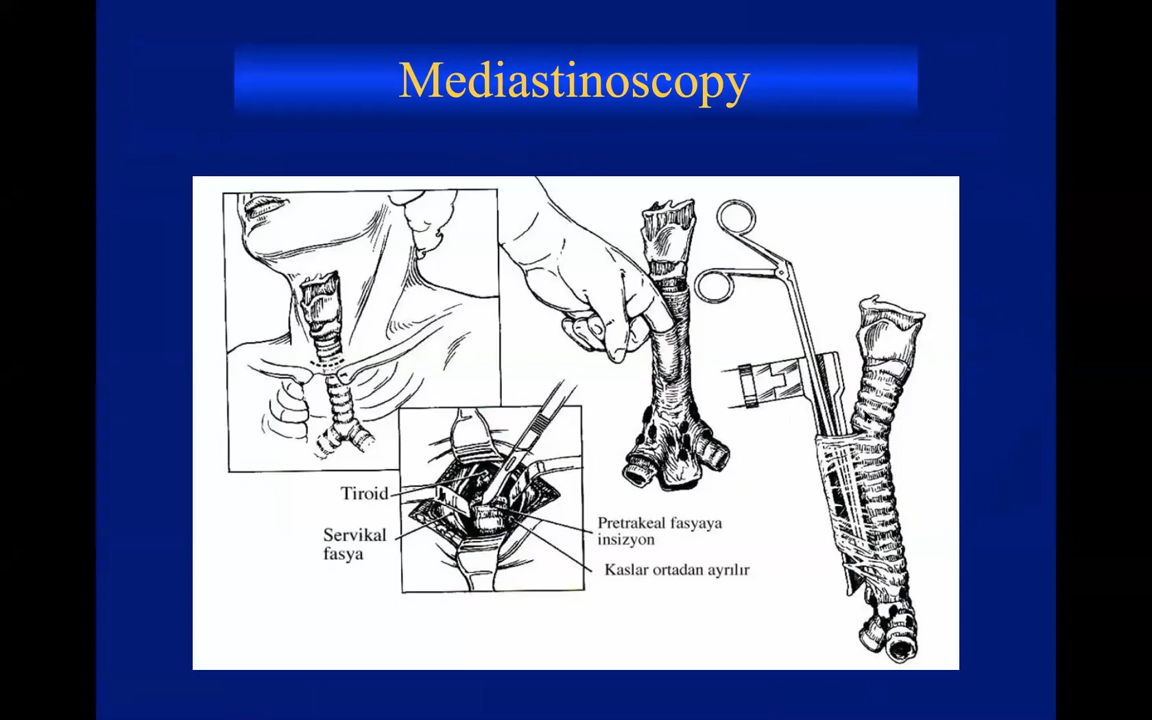 Mediastinoscopy
Tiroid
Servikal
fasya
Pretrakeal fasyaya
insizyon
Kaslar ortadan ayrılır